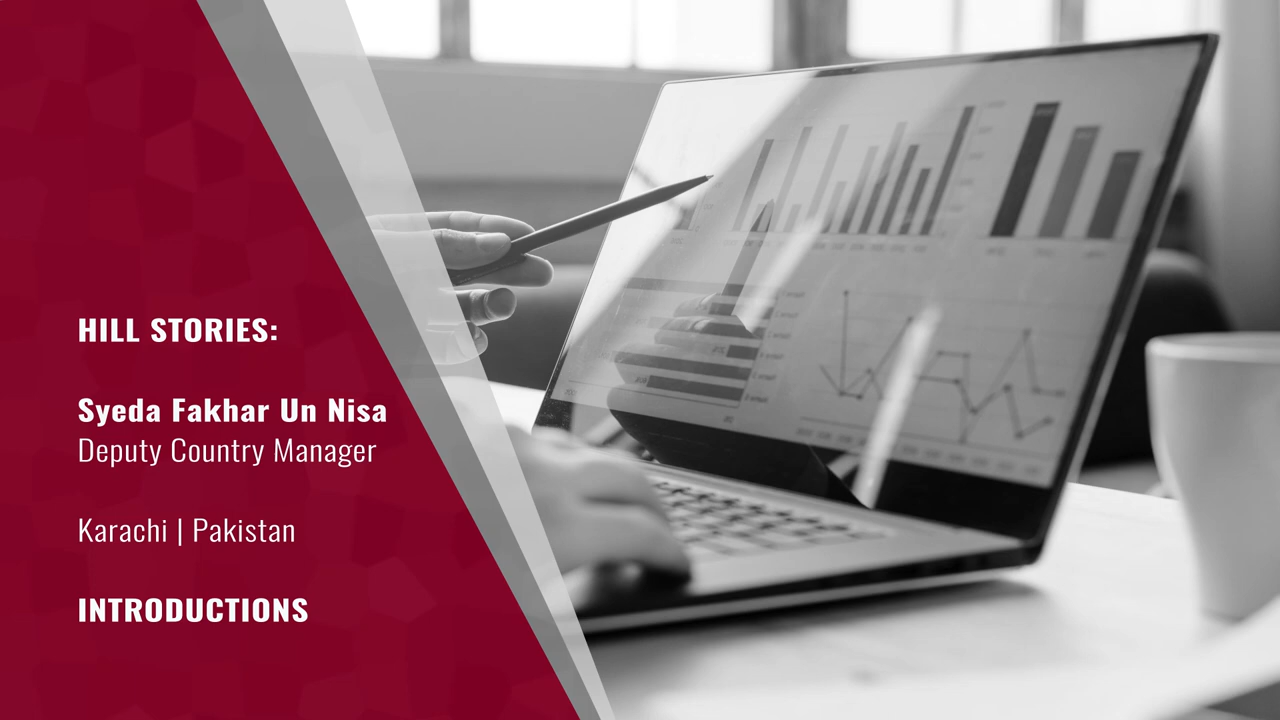 HILL STORIES:
Syeda Fakhar Un Nisa
Deputy Country Manager
Karachi | Pakistan
INTRODUCTIONS